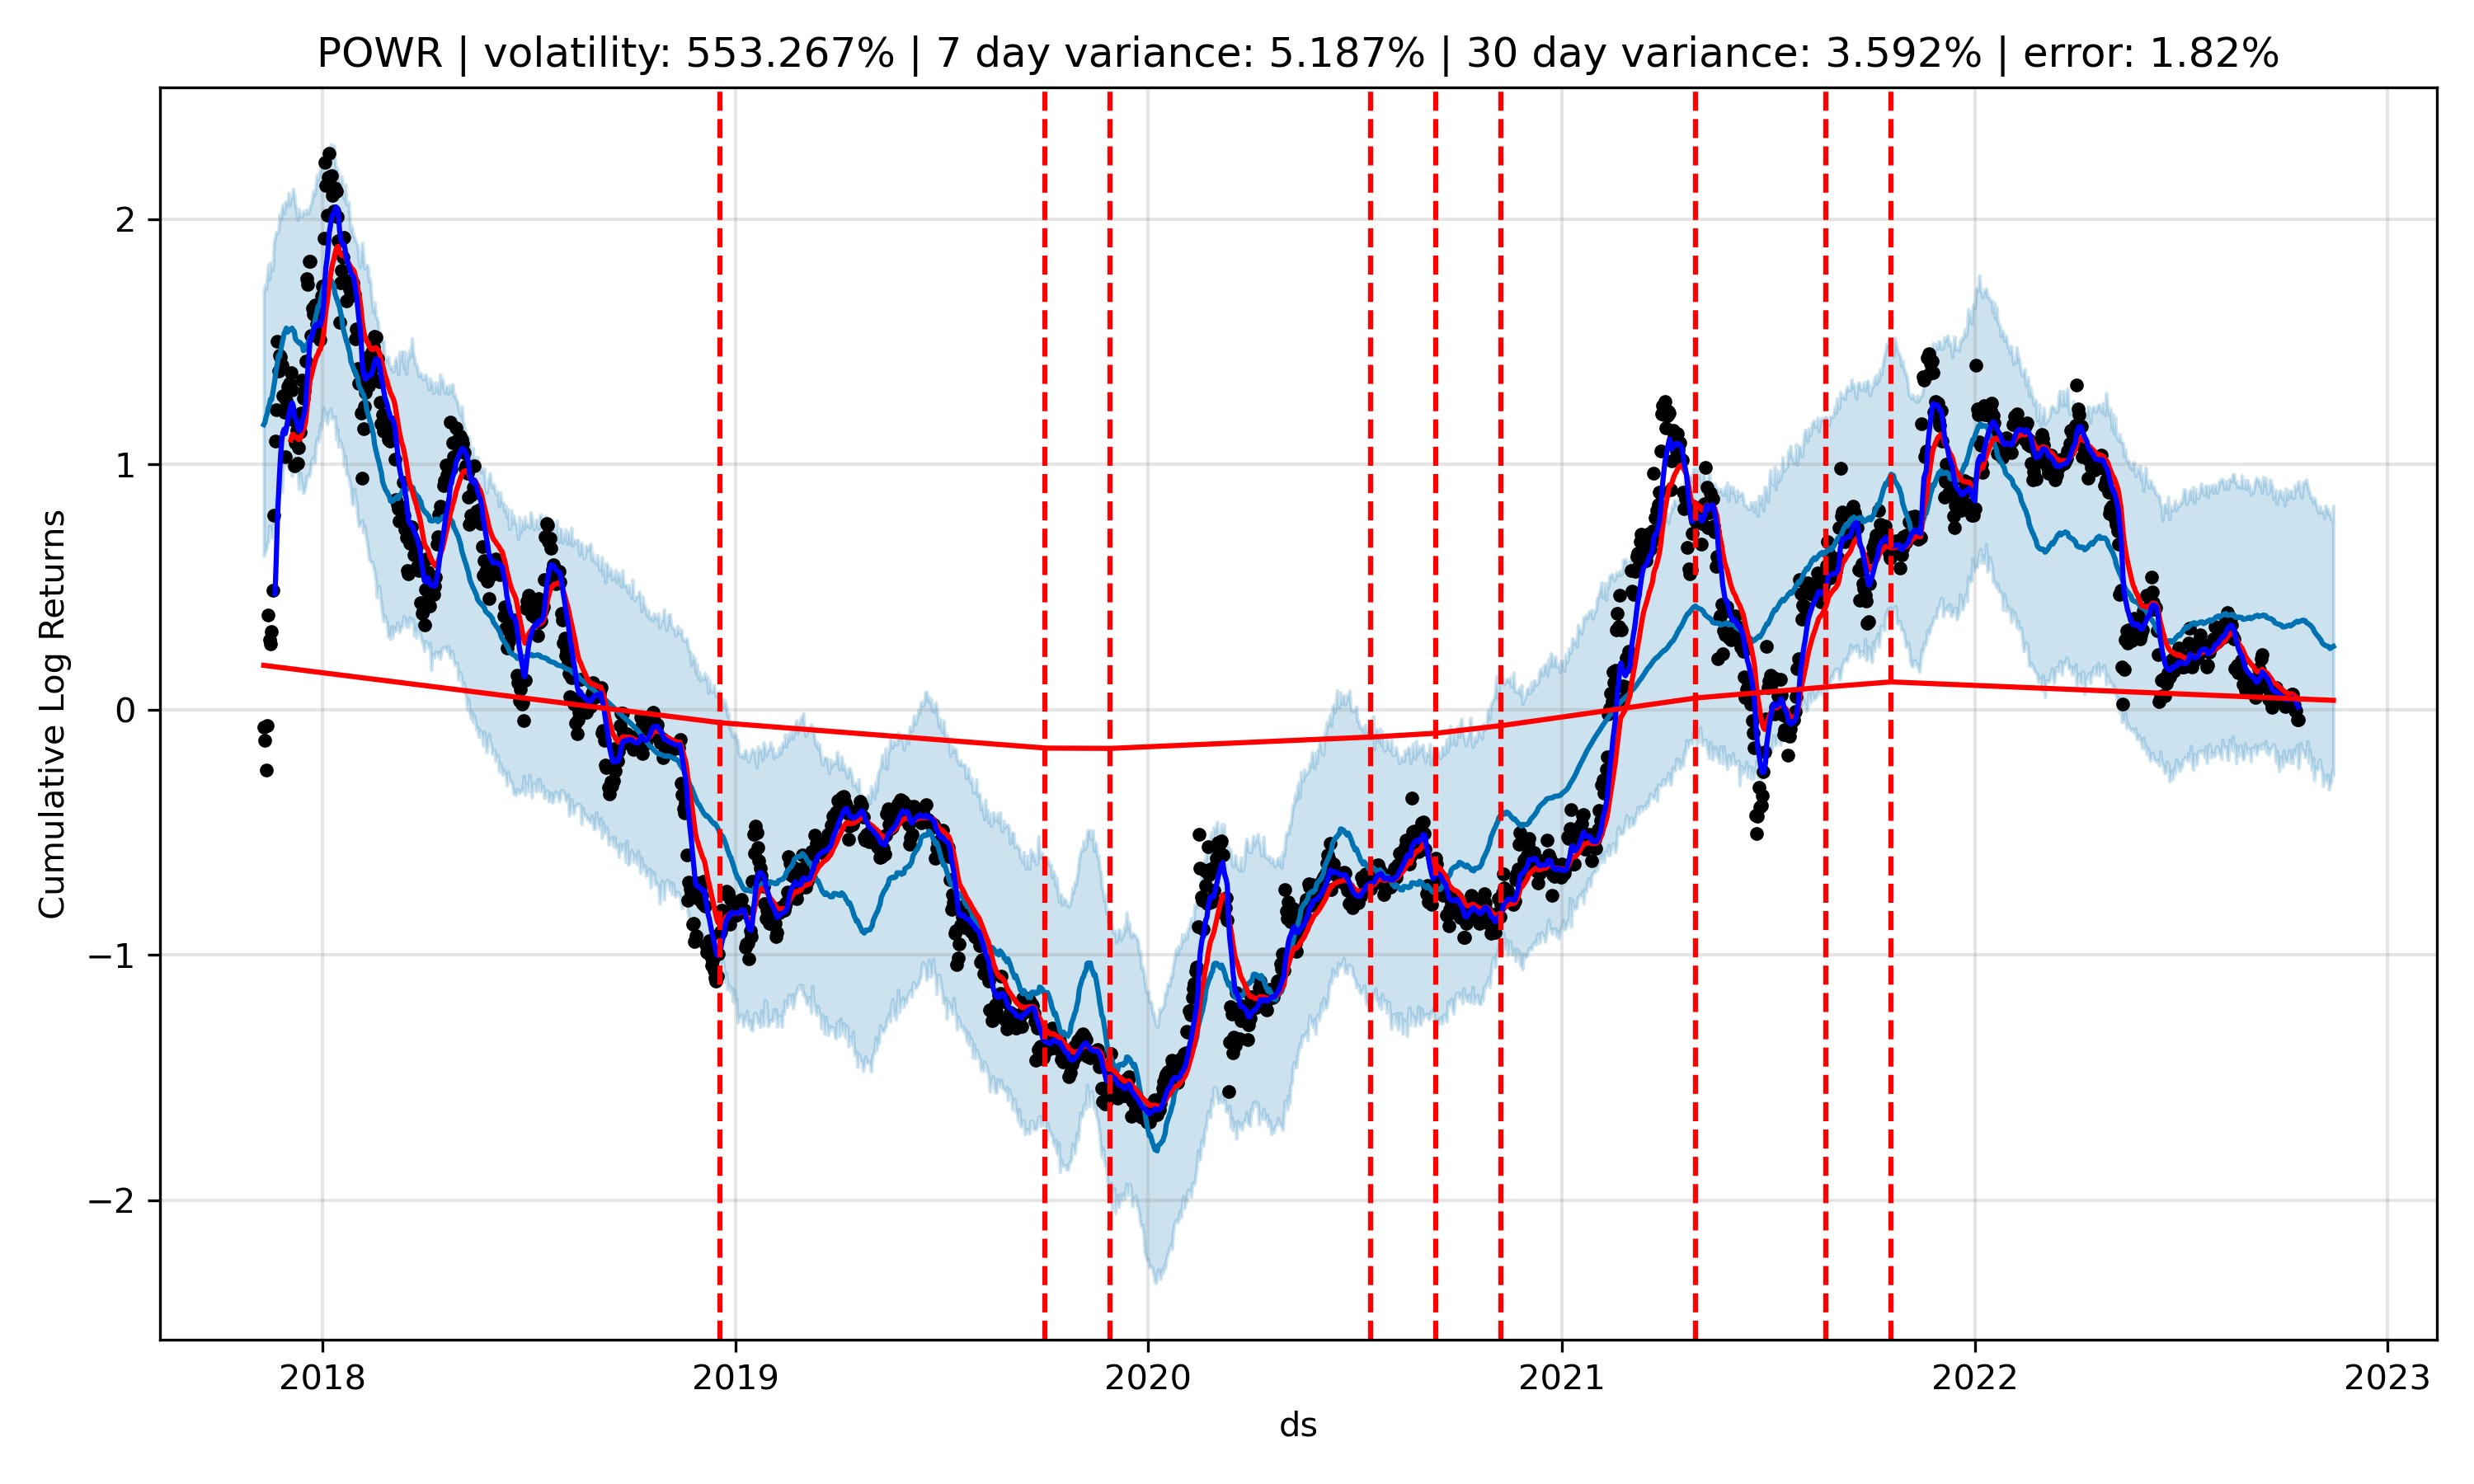 POWR | volatility: 553.267% | 7 day variance: 5.187% | 30 day variance: 3.592% | error: 1.82%
Cumulative Log Returns
2
1
0
−1
−2
2018 2019 2020 2021 2022 2023
ds